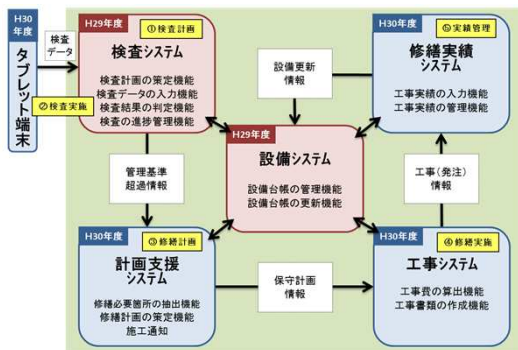 H30
年度
タブレット端末
検査
データ
②検査実施
H29年度
①検査計画
検査システム
検査計画の策定機能
検査データの入力機能
検査結果の判定機能
検査の進捗管理機能
設備更新
情報
H30年度
⑤実績管理
修繕実績
システム
工事実績の入力機能
工事実績の管理機能
H29年度
設備システム
設備台帳の管理機能
設備台帳の更新機能
管理基準
超過情報
工事(発注)
情報
H30年度
③修繕計画
計画支援
システム
修繕必要箇所の抽出機能
修繕計画の策定機能
施工通知
保守計画
情報
H30年度
④修繕実施
工事システム
工事費の算出機能
工事書類の作成機能